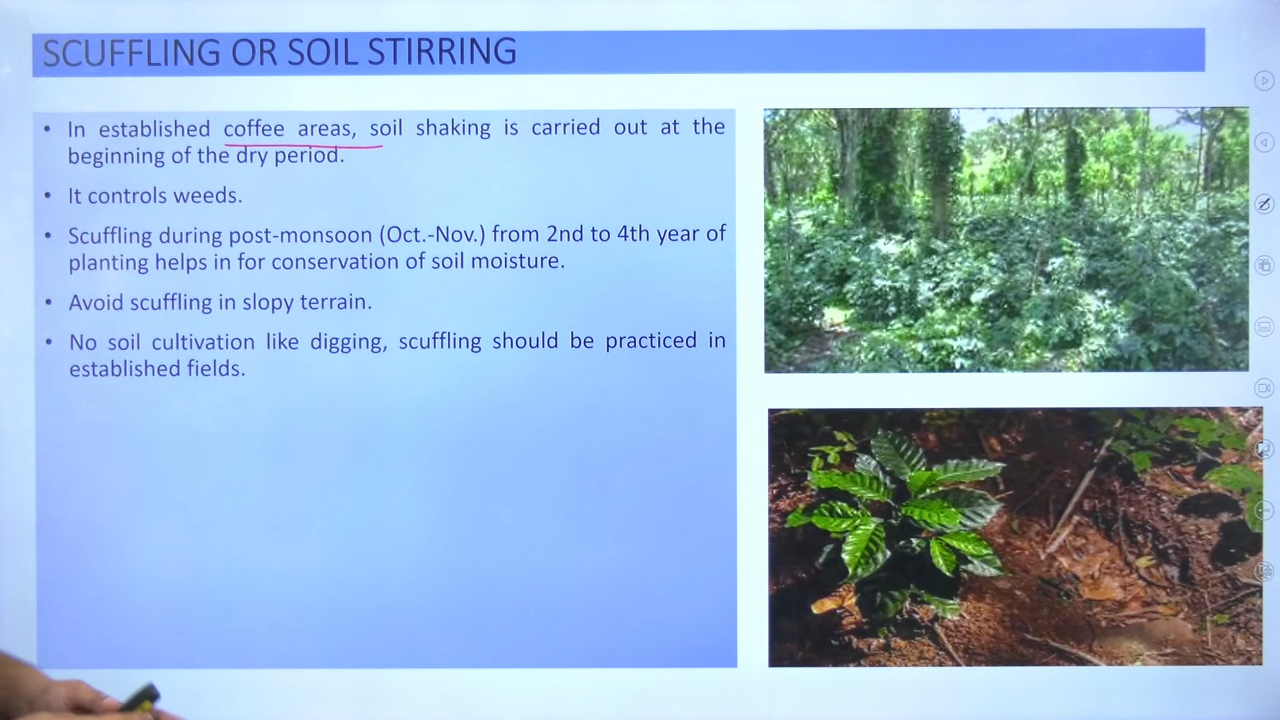 SCUFFLING OR SOIL STIRRING
• In established coffee areas, soil shaking is carried out at the
beginning of the dry period.
• It controls weeds.
• Scuffling during post-monsoon (Oct.-Nov.) from 2nd to 4th year of
planting helps in for conservation of soil moisture.
• Avoid scuffling in slopy terrain.
• No soil cultivation like digging, scuffling should be practiced in
established fields.